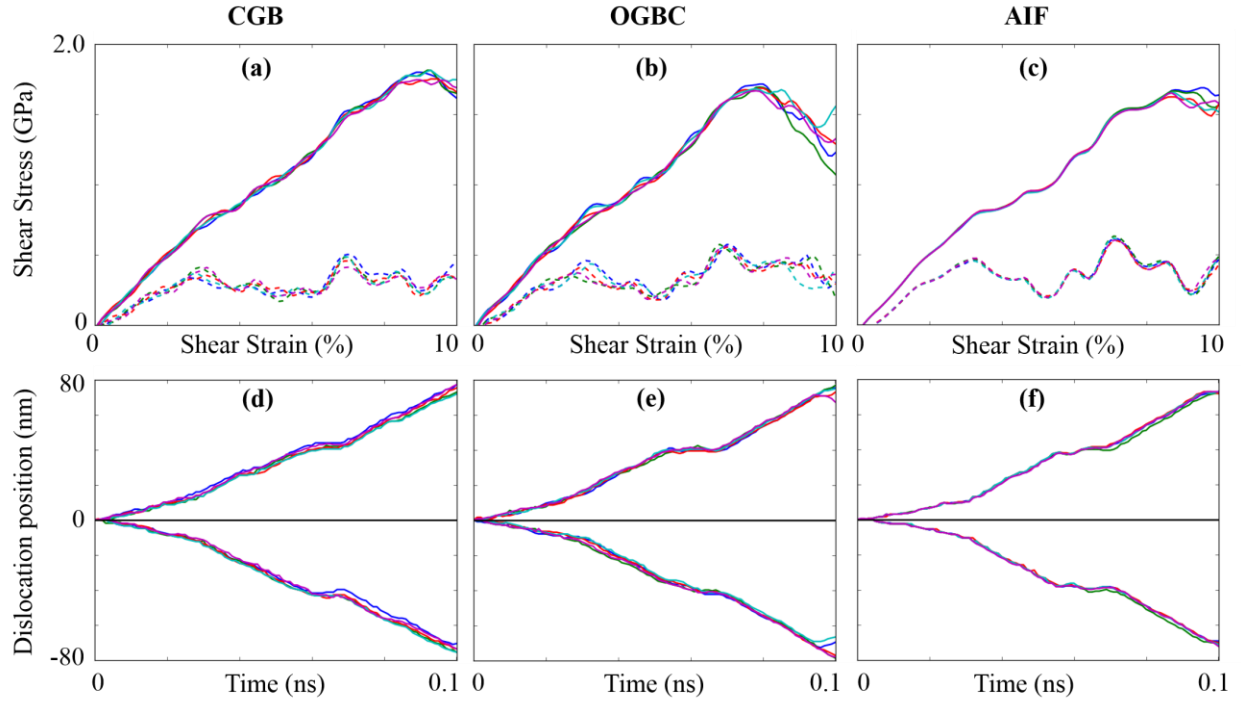 CGB OGBC AIF
2.0 (a) (b) (c)
Shear Stress (GPa)
0
0 Shear Strain (%) 10 0 Shear Strain (%) 10 0 Shear Strain (%) 10
80 (d) (e) (f)
Dislocation position (nm)
0
-80
0 Time (ns) 0.1 0 Time (ns) 0.1 0 Time (ns) 0.1